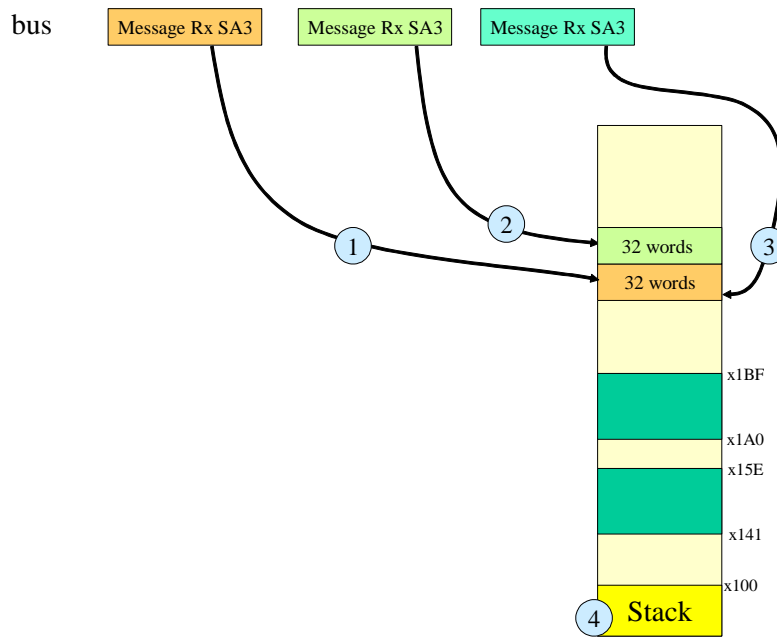 bus
Message Rx SA3
Message Rx SA3
Message Rx SA3
1
2
3
32 words
32 words
x1BF
x1A0
x15E
x141
x100
4
Stack